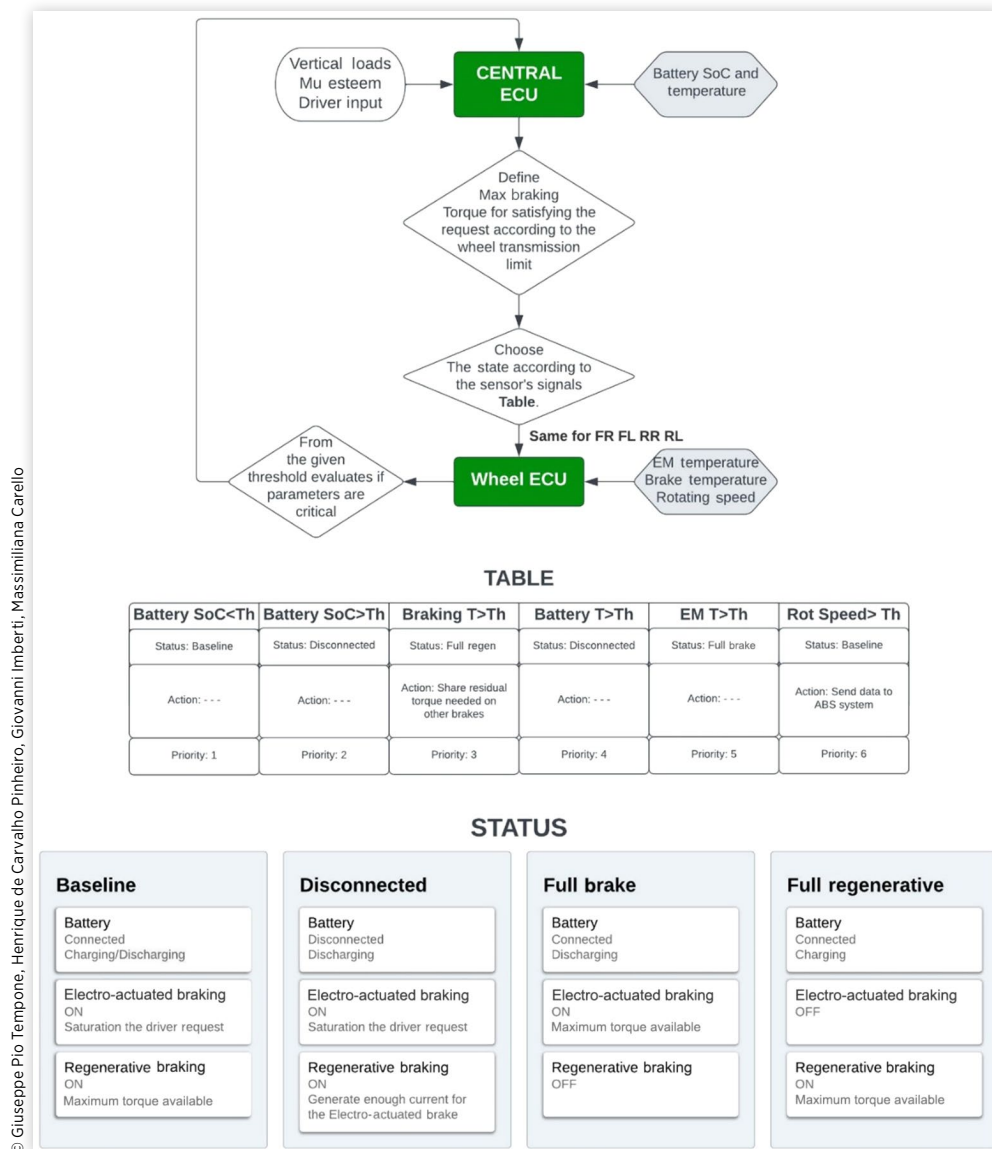 Vertical loads
Mu esteem
Driver input
CENTRAL
ECU
Battery SoC and
temperature
Define
Max braking
Torque for satisfying the
request according to the
wheel transmission
limit
Choose
The state according to
the sensor's signals
Table.
Same for FR FL RR RL
From
the given
threshold evaluates if
parameters are
critical
Wheel ECU
EM temperature
Brake temperature
Rotating speed
TABLE
Battery SoC<Th Battery SoC>Th Braking T>Th Battery T>Th EM T>Th Rot Speed> Th
Status: Baseline Status: Disconnected Status: Full regen Status: Disconnected Status: Full brake Status: Baseline
Action: - - -
Action: - - -
Action: Share residual
torque needed on
other brakes
Action: - - -
Action: - - -
Action: Send data to
ABS system
Priority: 1 Priority: 2 Priority: 3 Priority: 4 Priority: 5 Priority: 6
STATUS
Baseline
Battery
Connected
Charging/Discharging
Electro-actuated braking
ON
Saturation the driver request
Regenerative braking
ON
Maximum torque available
Disconnected
Battery
Disconnected
Discharging
Electro-actuated braking
ON
Saturation the driver request
Regenerative braking
ON
Generate enough current for
the Electro-actuated brake
Full brake
Battery
Connected
Discharging
Electro-actuated braking
ON
Maximum torque available
Regenerative braking
OFF
Full regenerative
Battery
Connected
Charging
Electro-actuated braking
OFF
Regenerative braking
ON
Maximum torque available
© Giuseppe Pio Tempone, Henrique de Carvalho Pinheiro, Giovanni Imberti, Massimiliana Carello